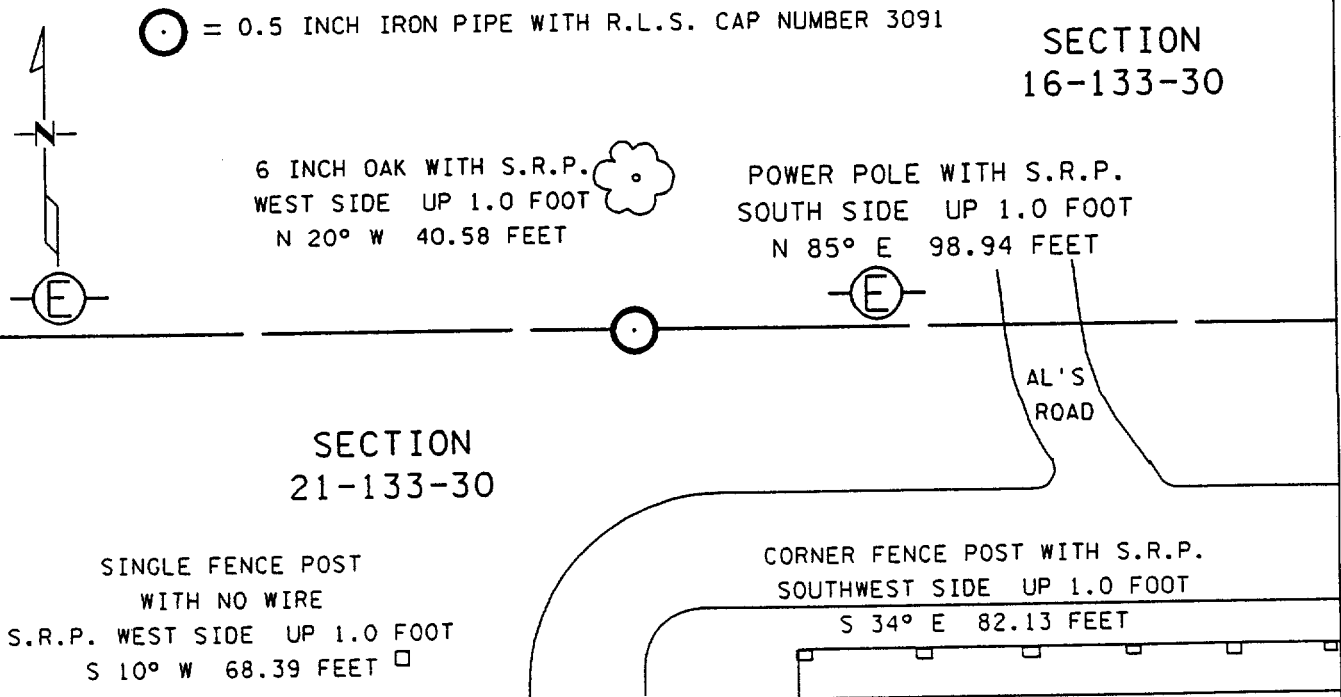 = 0.5 INCH IRON PIPE WITH R.L.S. CAP NUMBER 3091
SECTION
16-133-30
N
6 INCH OAK WITH S.R.P.
WEST SIDE UP 1.0 FOOT
N 20° W 40.58 FEET
POWER POLE WITH S.R.P.
SOUTH SIDE UP 1.0 FOOT
N 85° E 98.94 FEET
E
E
AL'S
ROAD
SECTION
21-133-30
SINGLE FENCE POST
WITH NO WIRE
S.R.P. WEST SIDE UP 1.0 FOOT
S 10° W 68.39 FEET
CORNER FENCE POST WITH S.R.P.
SOUTHWEST SIDE UP 1.0 FOOT
S 34° E 82.13 FEET